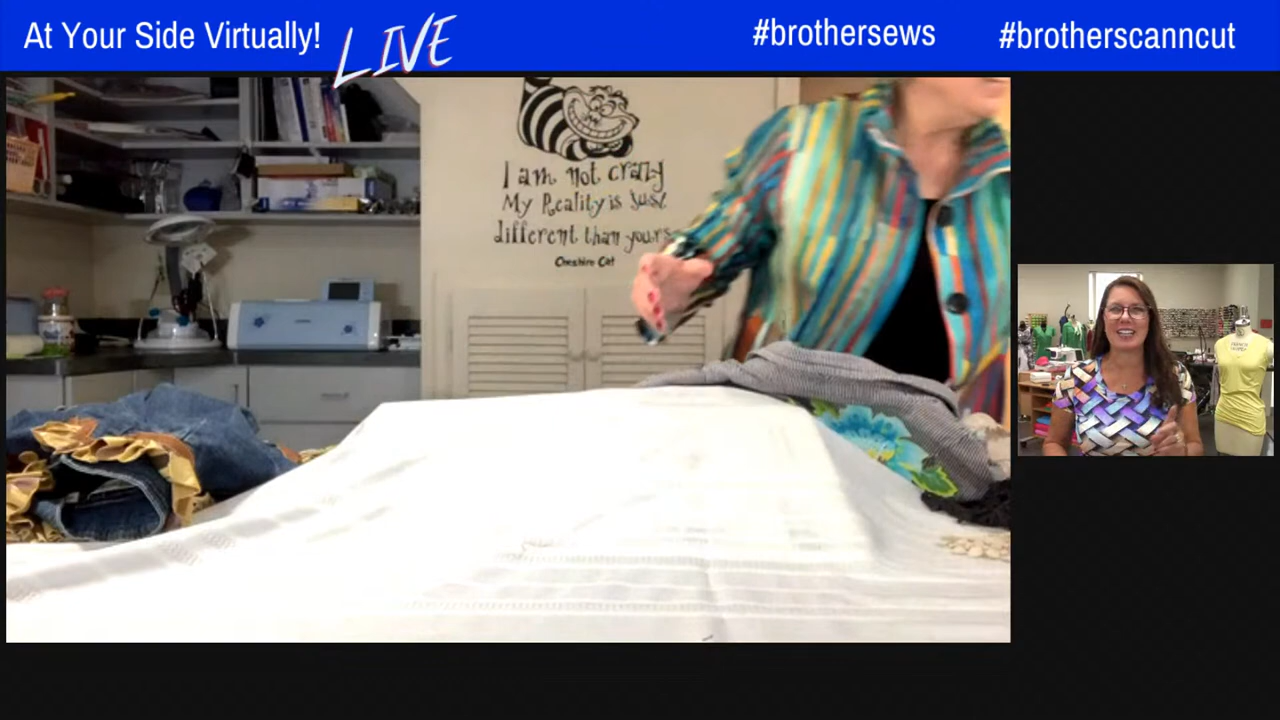 At Your Side Virtually!
LIVE
#brothersews
#brotherscanncut
I am not crazy
My Reality is just
different than yours
Cheshire Cat